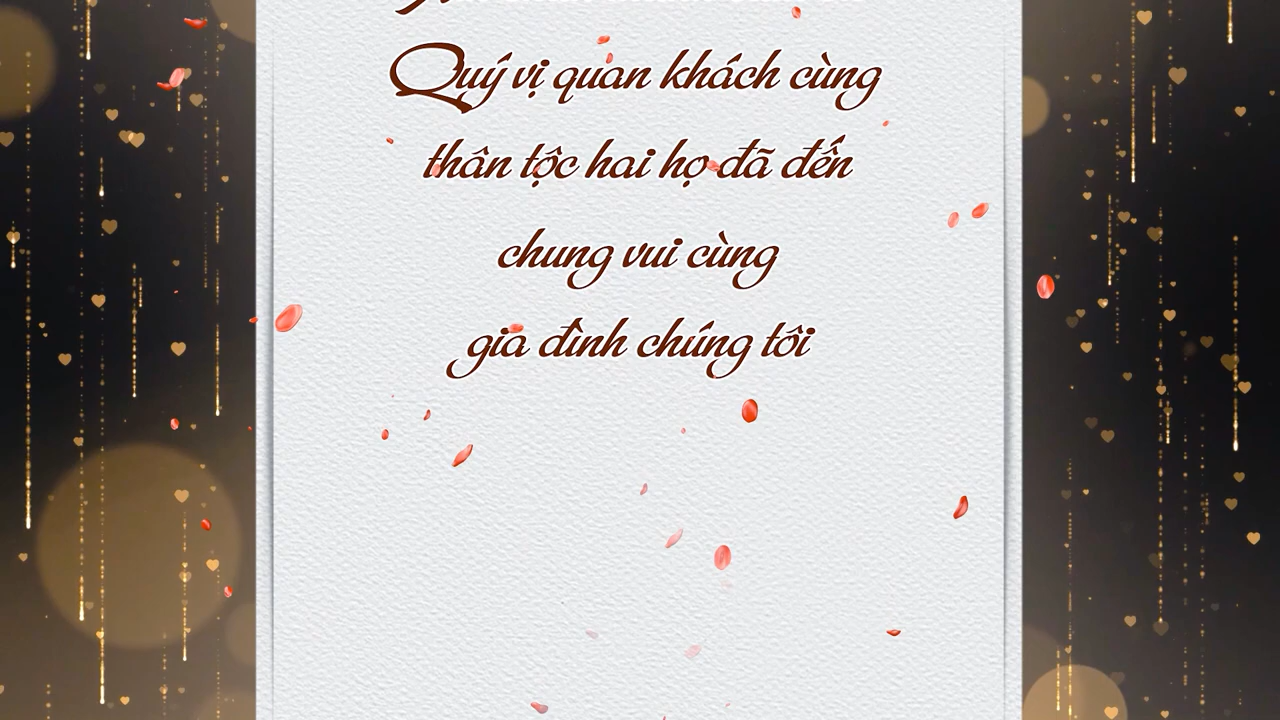 Quý vị quan khách cùng
thân tộc hai họ đã đến
chung vui cùng
gia đình chúng tôi